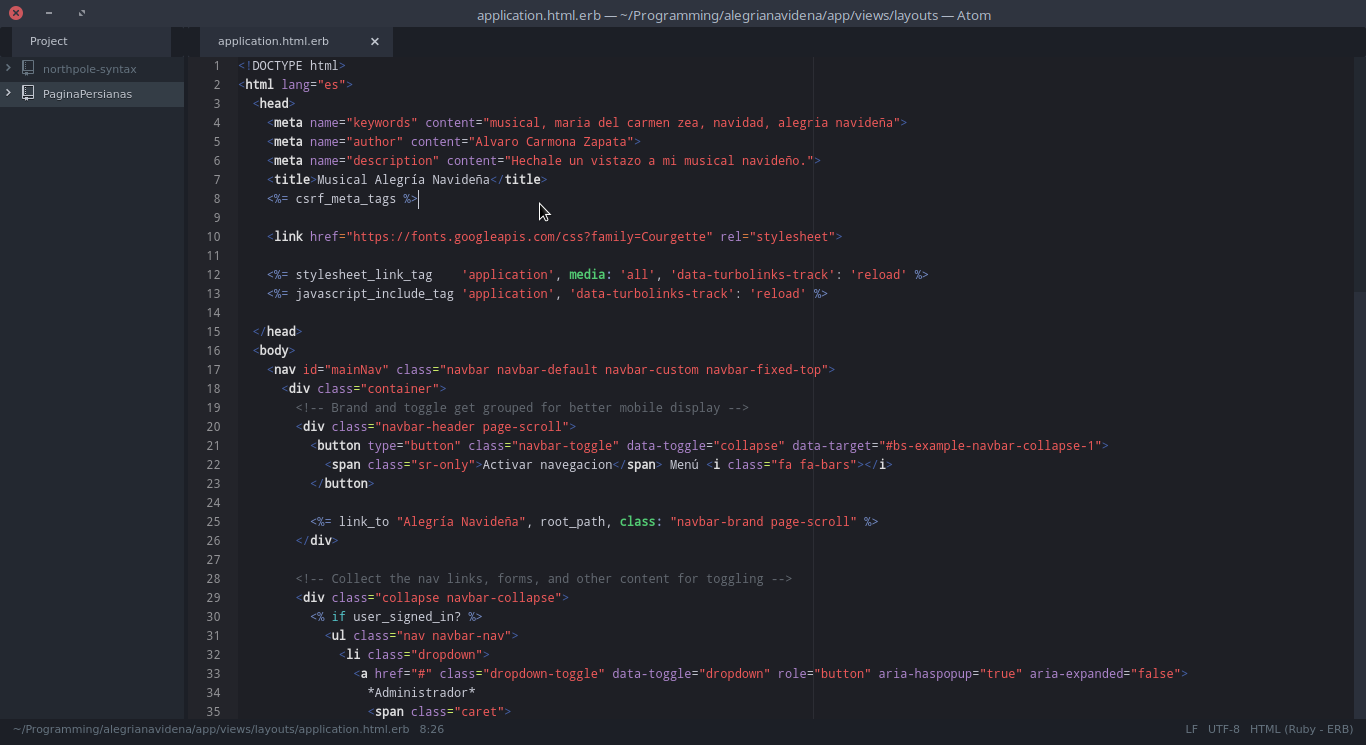 application.html.erb — ~/Programming/alegrianavidena/app/views/layouts — Atom
Project
application.html.erb
northpole-syntax
PaginaPersianas
1 <!DOCTYPE html>
2 <html lang="es">
3 <head>
4 <meta name="keywords" content="musical, maria del carmen zea, navidad, alegria navideña">
5 <meta name="author" content="Alvaro Carmona Zapata">
6 <meta name="description" content="Hechale un vistazo a mi musical navideño.">
7 <title>Musical Alegría Navideña</title>
8 <%= csrf_meta_tags %>
9
10 <link href="https://fonts.googleapis.com/css?family=Courgette" rel="stylesheet">
11
12 <%= stylesheet_link_tag    'application', media: 'all', 'data-turbolinks-track': 'reload' %>
13 <%= javascript_include_tag 'application', 'data-turbolinks-track': 'reload' %>
14
15 </head>
16 <body>
17 <nav id="mainNav" class="navbar navbar-default navbar-custom navbar-fixed-top">
18 <div class="container">
19 <!-- Brand and toggle get grouped for better mobile display -->
20 <div class="navbar-header page-scroll">
21 <button type="button" class="navbar-toggle" data-toggle="collapse" data-target="#bs-example-navbar-collapse-1">
22 <span class="sr-only">Activar navegacion</span> Menú <i class="fa fa-bars"></i>
23 </button>
24
25 <%= link_to "Alegría Navideña", root_path, class: "navbar-brand page-scroll" %>
26 </div>
27
28 <!-- Collect the nav links, forms, and other content for toggling -->
29 <div class="collapse navbar-collapse">
30 <% if user_signed_in? %>
31 <ul class="nav navbar-nav">
32 <li class="dropdown">
33 <a href="#" class="dropdown-toggle" data-toggle="dropdown" role="button" aria-haspopup="true" aria-expanded="false">
34 *Administrador*
35 <span class="caret">
~/Programming/alegrianavidena/app/views/layouts/application.html.erb 8:26 LF UTF-8 HTML (Ruby - ERB)